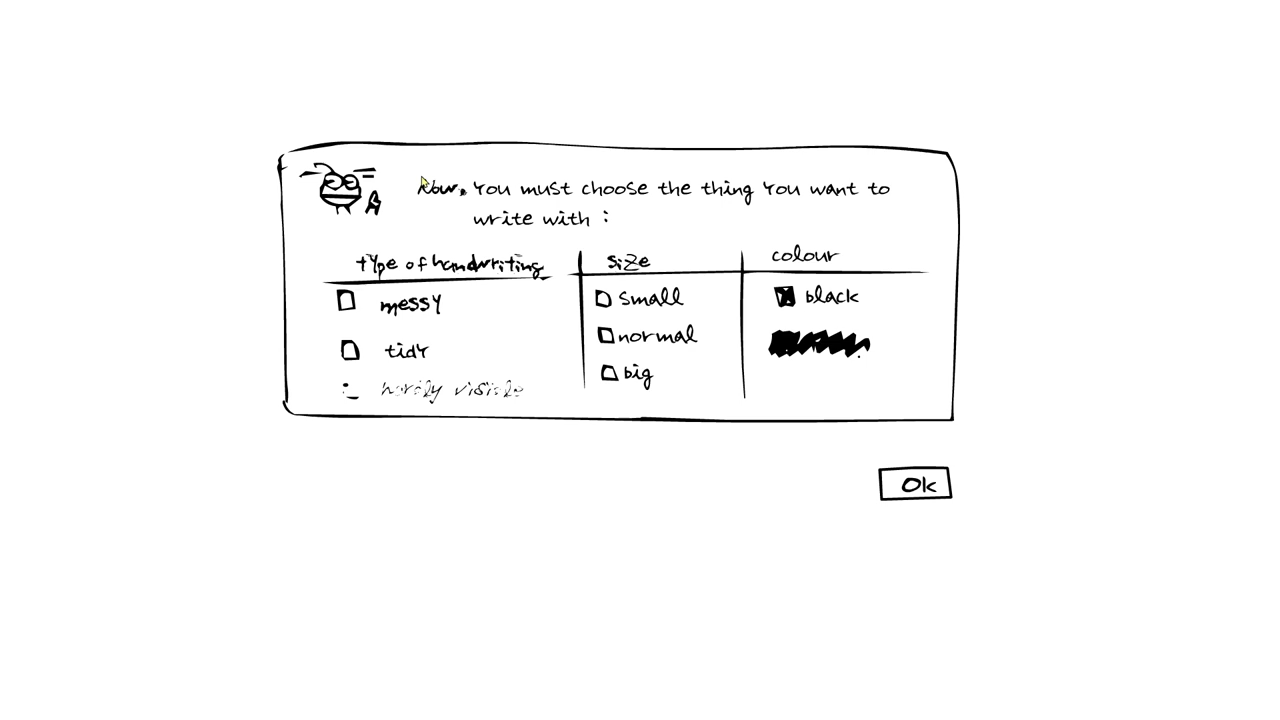 Now, You must choose the thing You want to
write with :
type of handwriting size colour
messy small black
tidy normal
hardly visible big
Ok